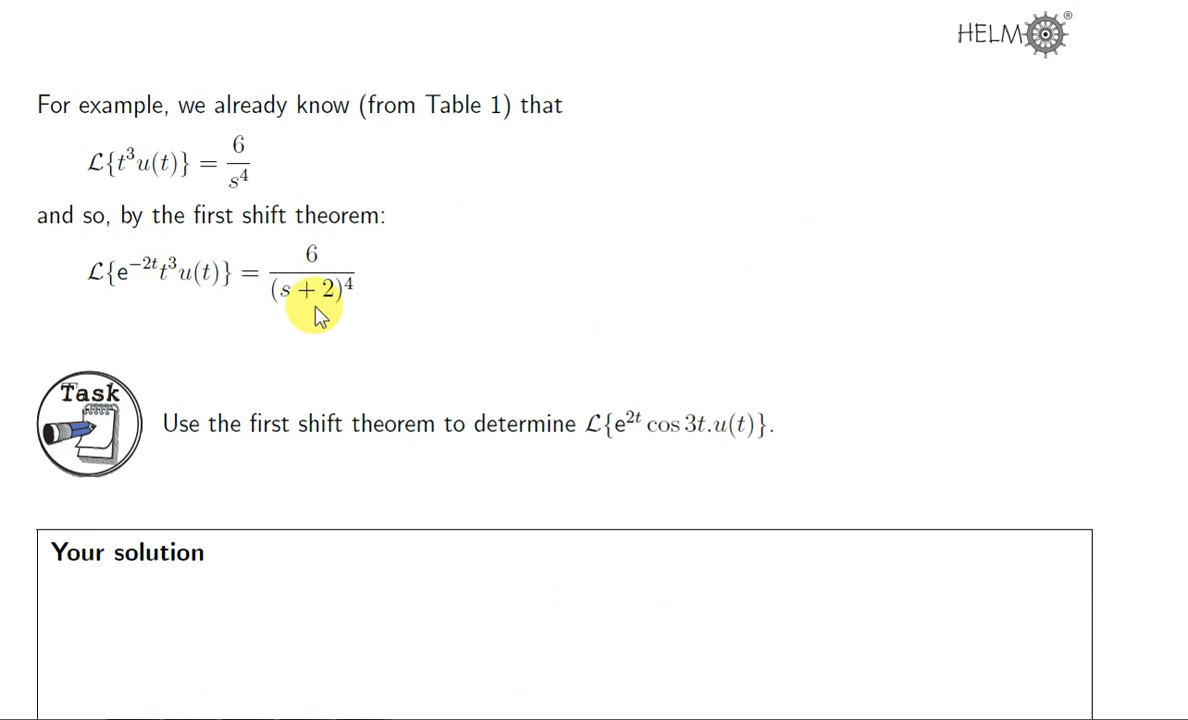 HELM®
For example, we already know (from Table 1) that
ℒ{t³u(t)} = 6/s⁴
and so, by the first shift theorem:
ℒ{e⁻²ᵗt³u(t)} = 6/(s + 2)⁴
Task
Use the first shift theorem to determine ℒ{e²ᵗ cos 3t.u(t)}.
Your solution